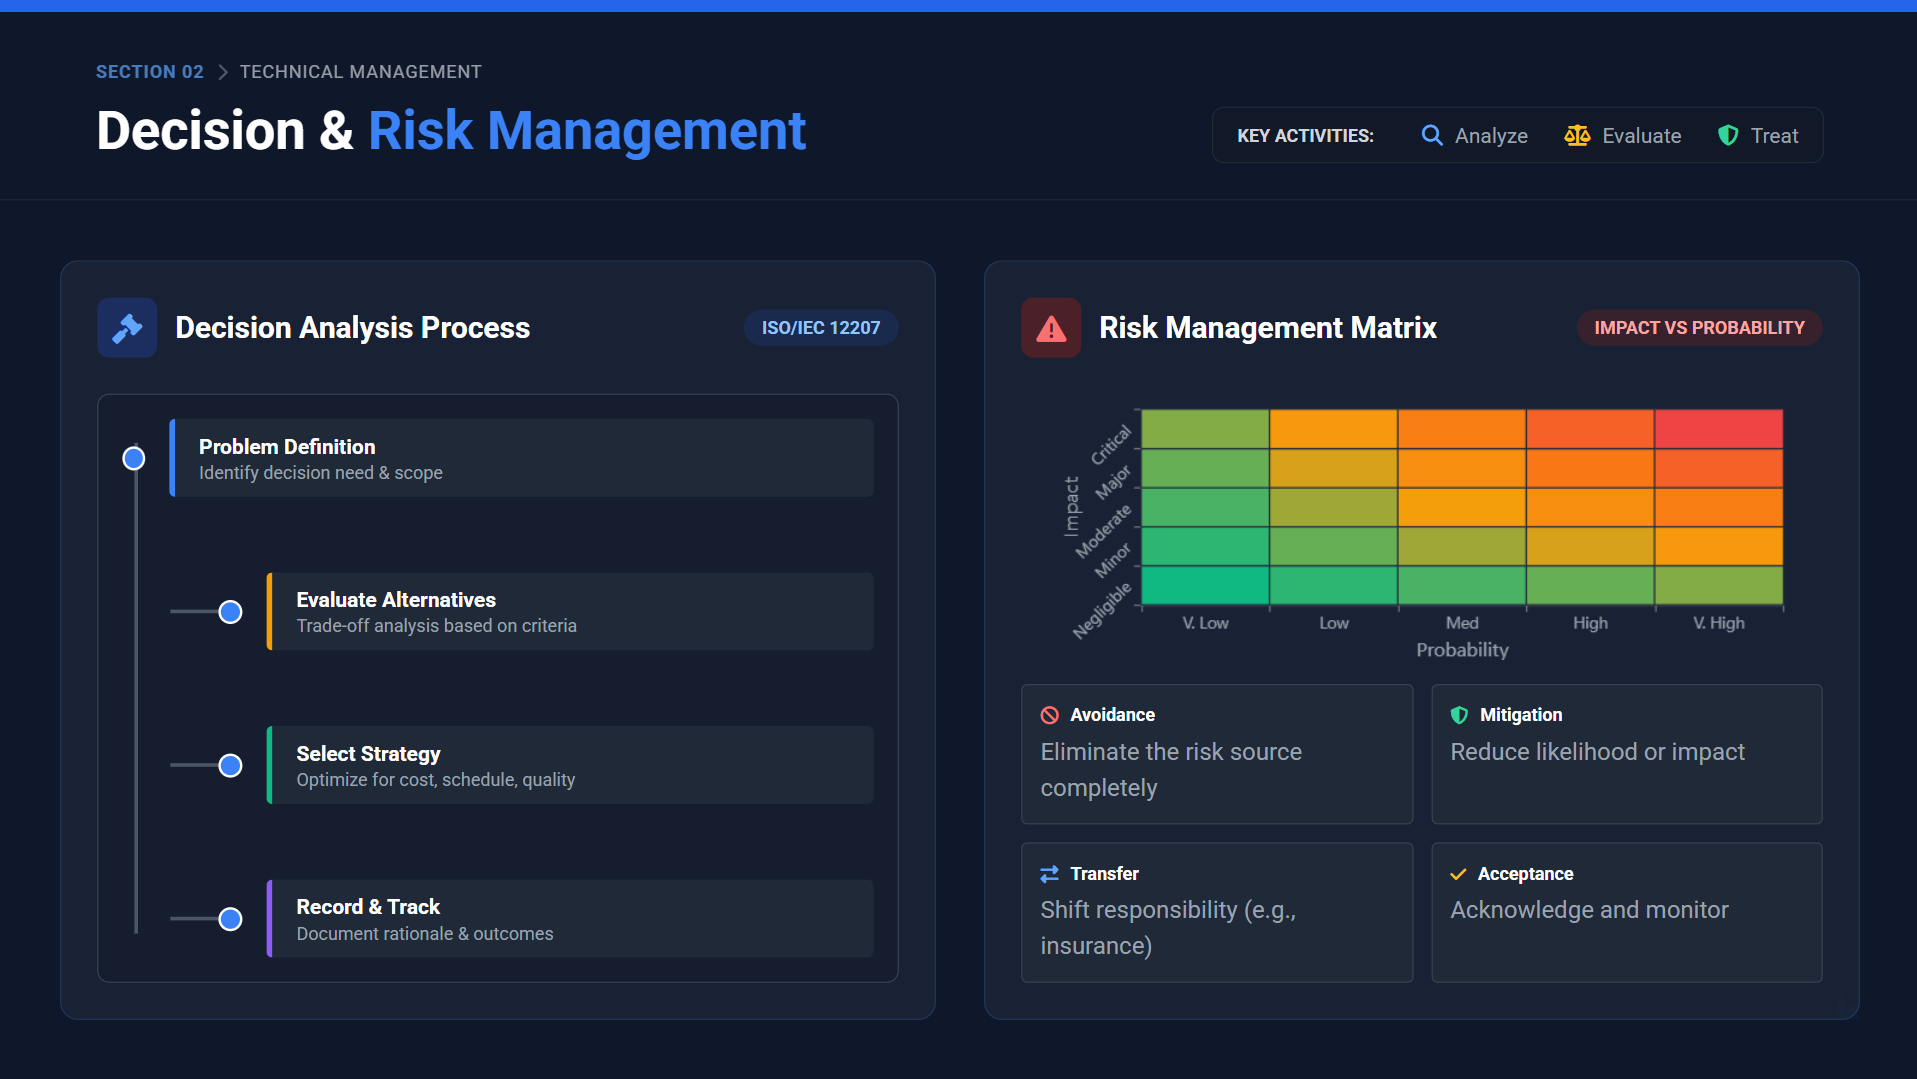 SECTION 02 > TECHNICAL MANAGEMENT
Decision & Risk Management
KEY ACTIVITIES: Analyze Evaluate Treat
Decision Analysis Process
ISO/IEC 12207
Problem Definition
Identify decision need & scope
Evaluate Alternatives
Trade-off analysis based on criteria
Select Strategy
Optimize for cost, schedule, quality
Record & Track
Document rationale & outcomes
Risk Management Matrix
IMPACT VS PROBABILITY
Impact
Critical
Major
Moderate
Minor
Negligible
V. Low Low Med High V. High
Probability
Avoidance
Eliminate the risk source
completely
Mitigation
Reduce likelihood or impact
Transfer
Shift responsibility (e.g.,
insurance)
Acceptance
Acknowledge and monitor